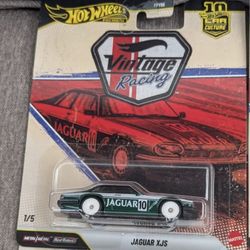 Hot Wheels
10
CAR
CULTURE
Vintage
Racing
JAGUAR
JAGUAR 10
1/5
JAGUAR XJS